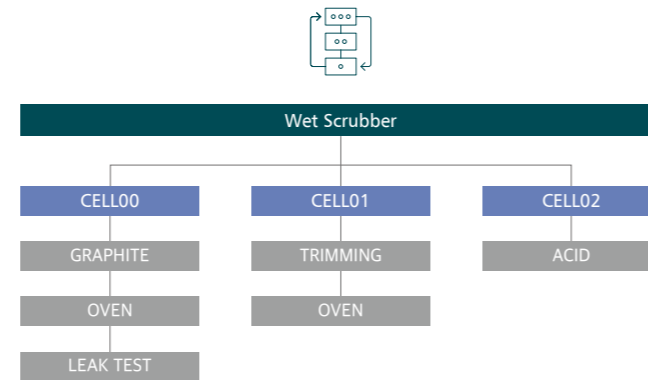 Wet Scrubber
CELL00
CELL01
CELL02
GRAPHITE
TRIMMING
ACID
OVEN
OVEN
LEAK TEST